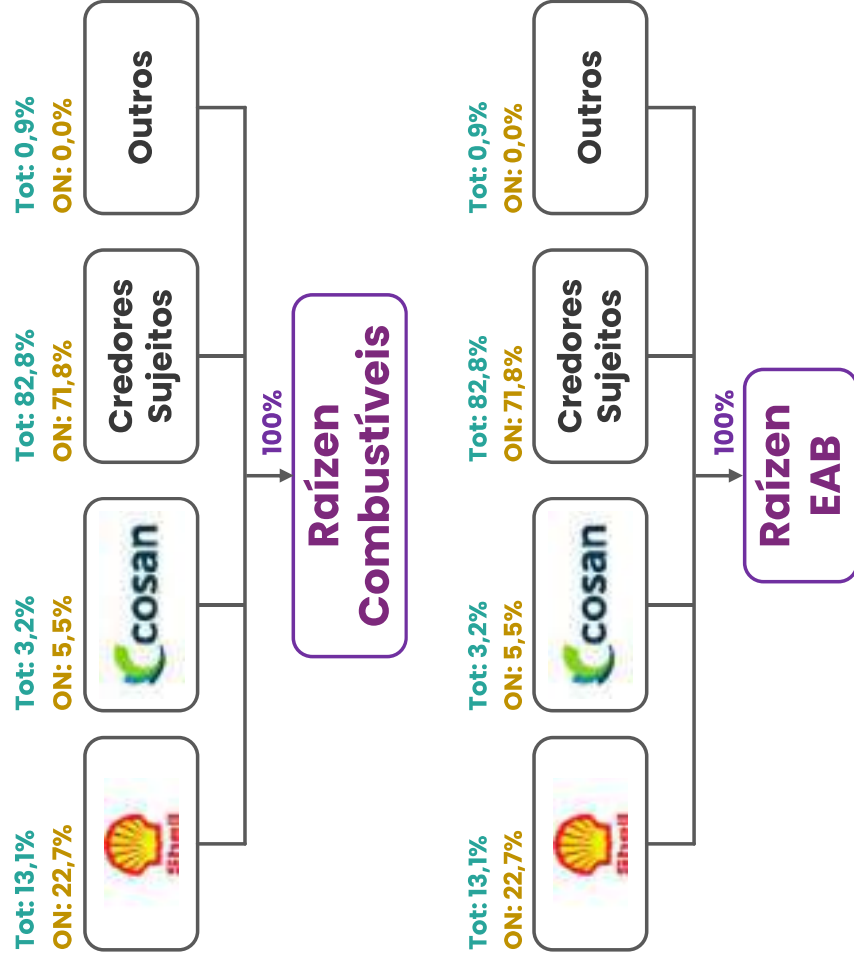 Tot: 13,1%
ON: 22,7%
Tot: 3,2%
ON: 5,5%
Tot: 82,8%
ON: 71,8%
Tot: 0,9%
ON: 0,0%
Shell
cosan
Credores
Sujeitos
Outros
100%
Raízen
Combustíveis
Tot: 13,1%
ON: 22,7%
Tot: 3,2%
ON: 5,5%
Tot: 82,8%
ON: 71,8%
Tot: 0,9%
ON: 0,0%
Shell
cosan
Credores
Sujeitos
Outros
100%
Raízen
EAB